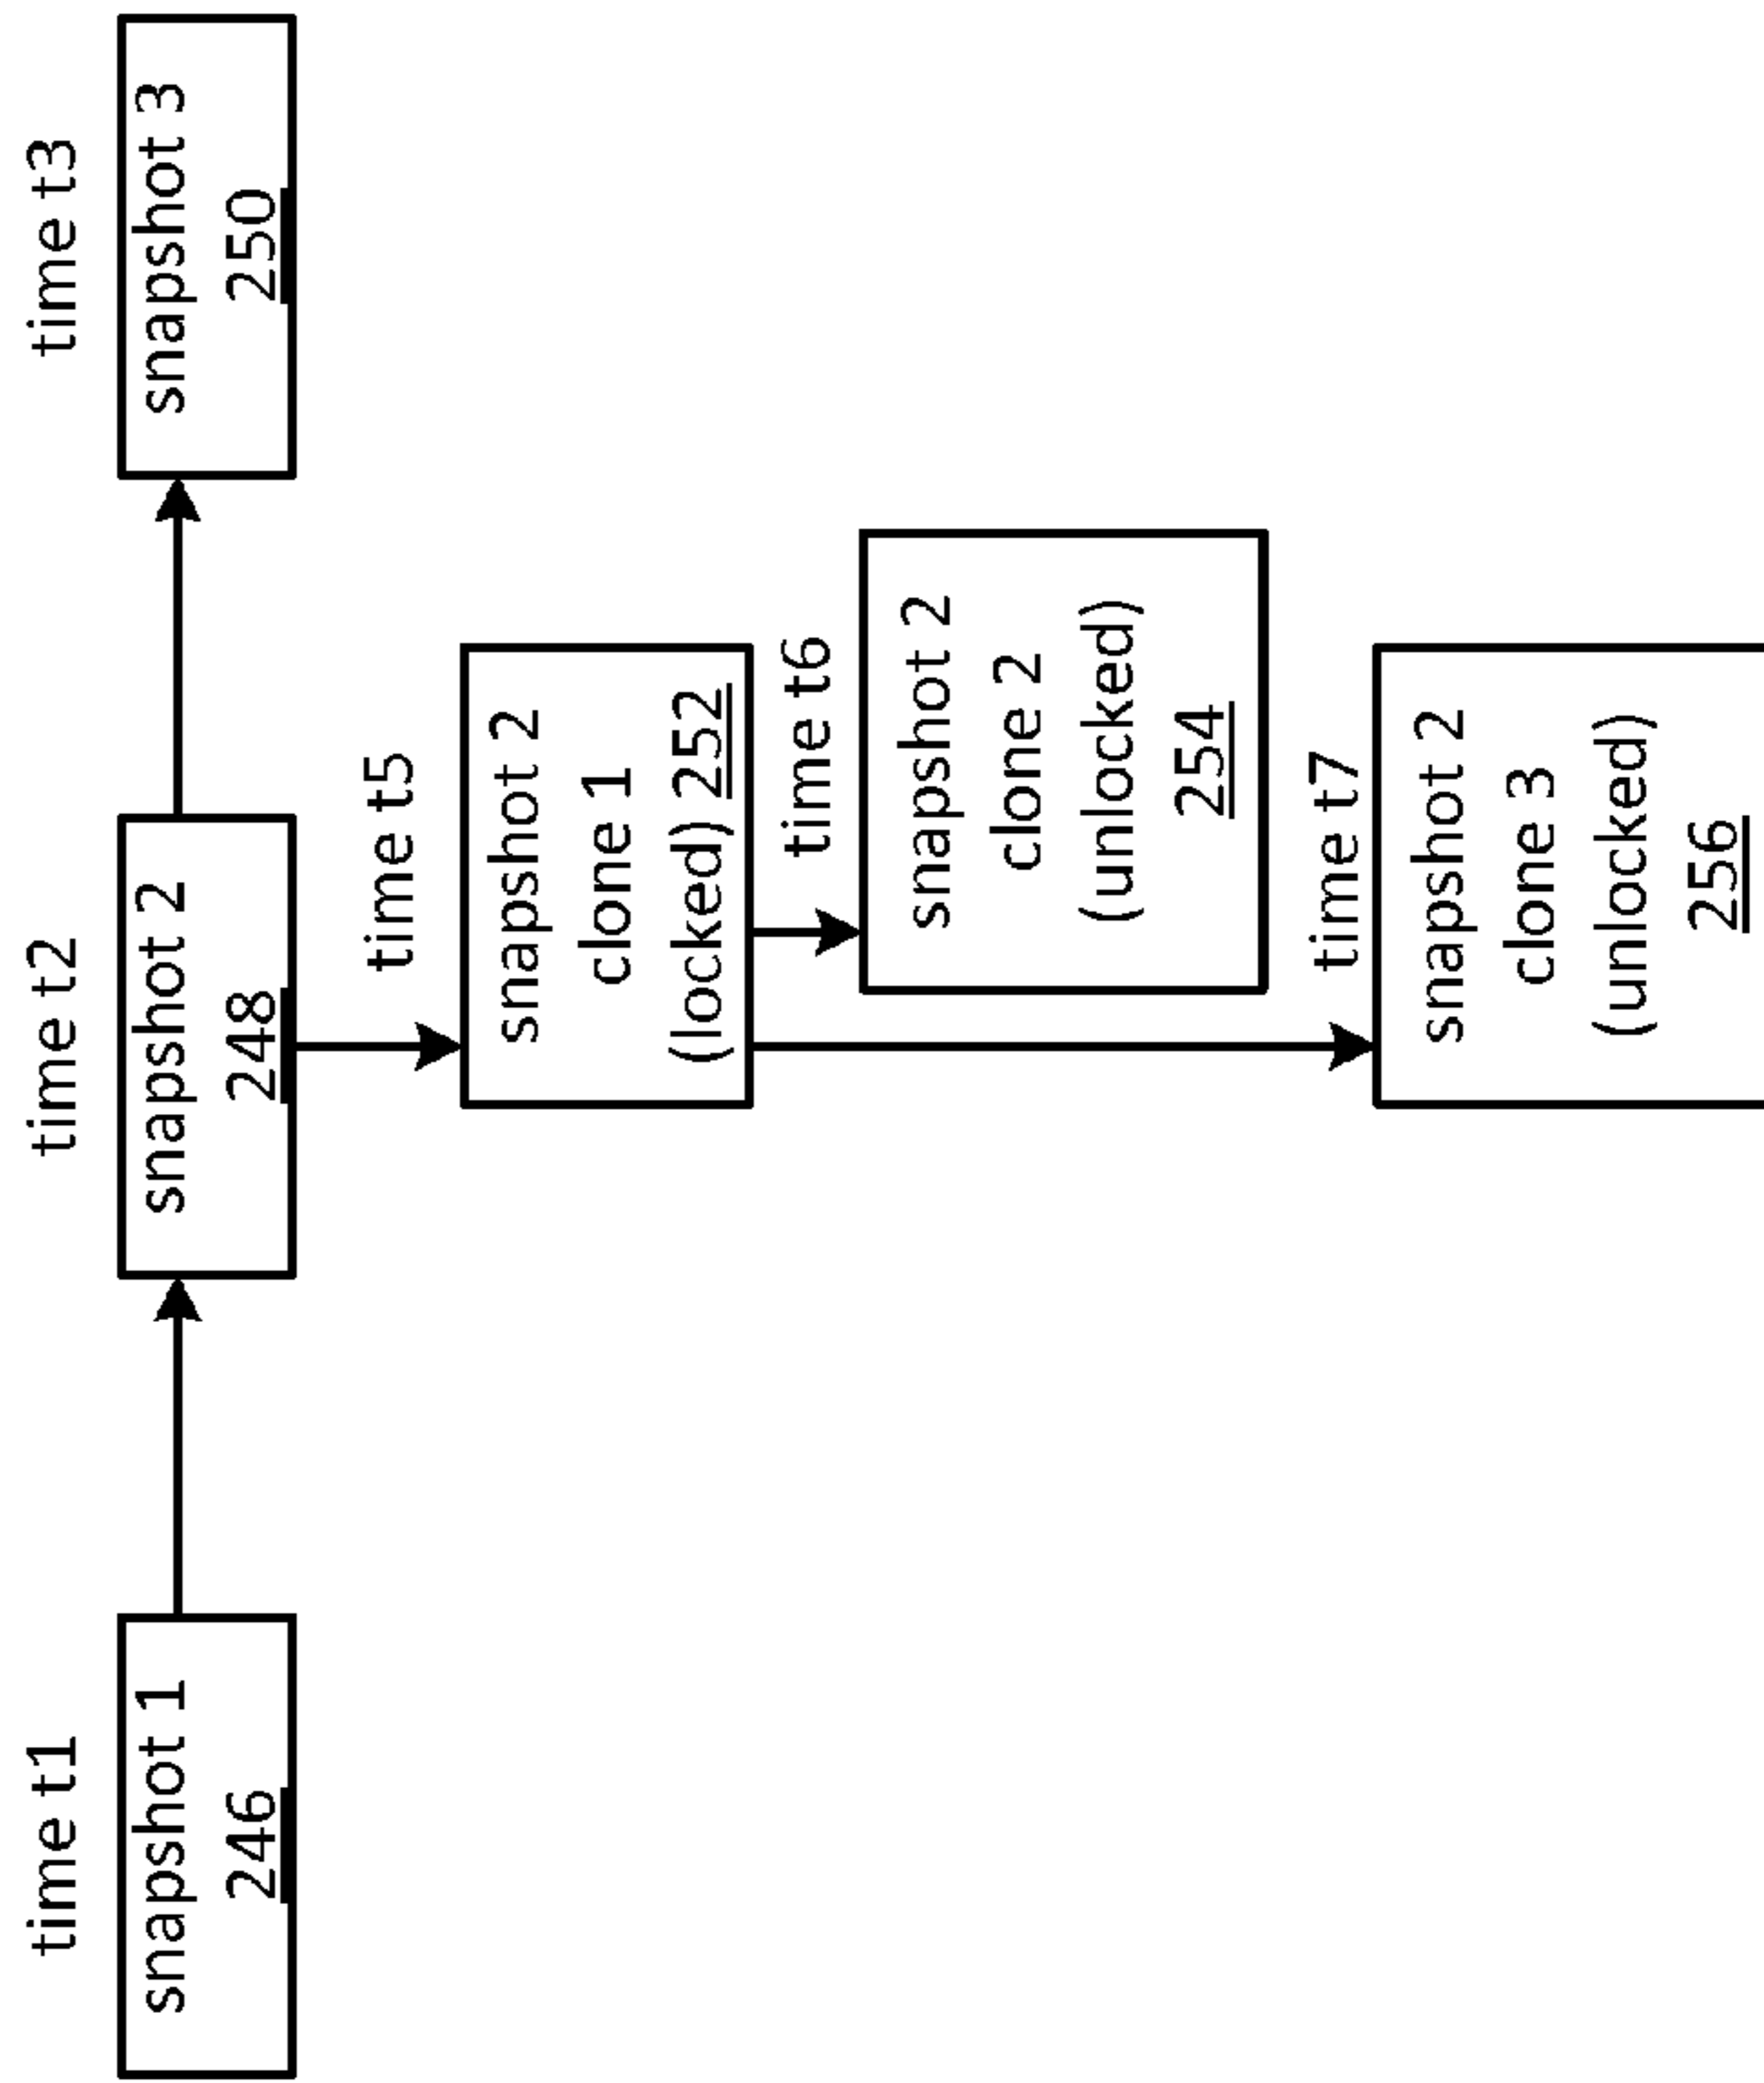 time t1
snapshot 1
246
time t2
snapshot 2
248
time t3
snapshot 3
250
time t5
snapshot 2
clone 1
(locked) 252
time t6
snapshot 2
clone 2
(unlocked)
254
time t7
snapshot 2
clone 3
(unlocked)
256